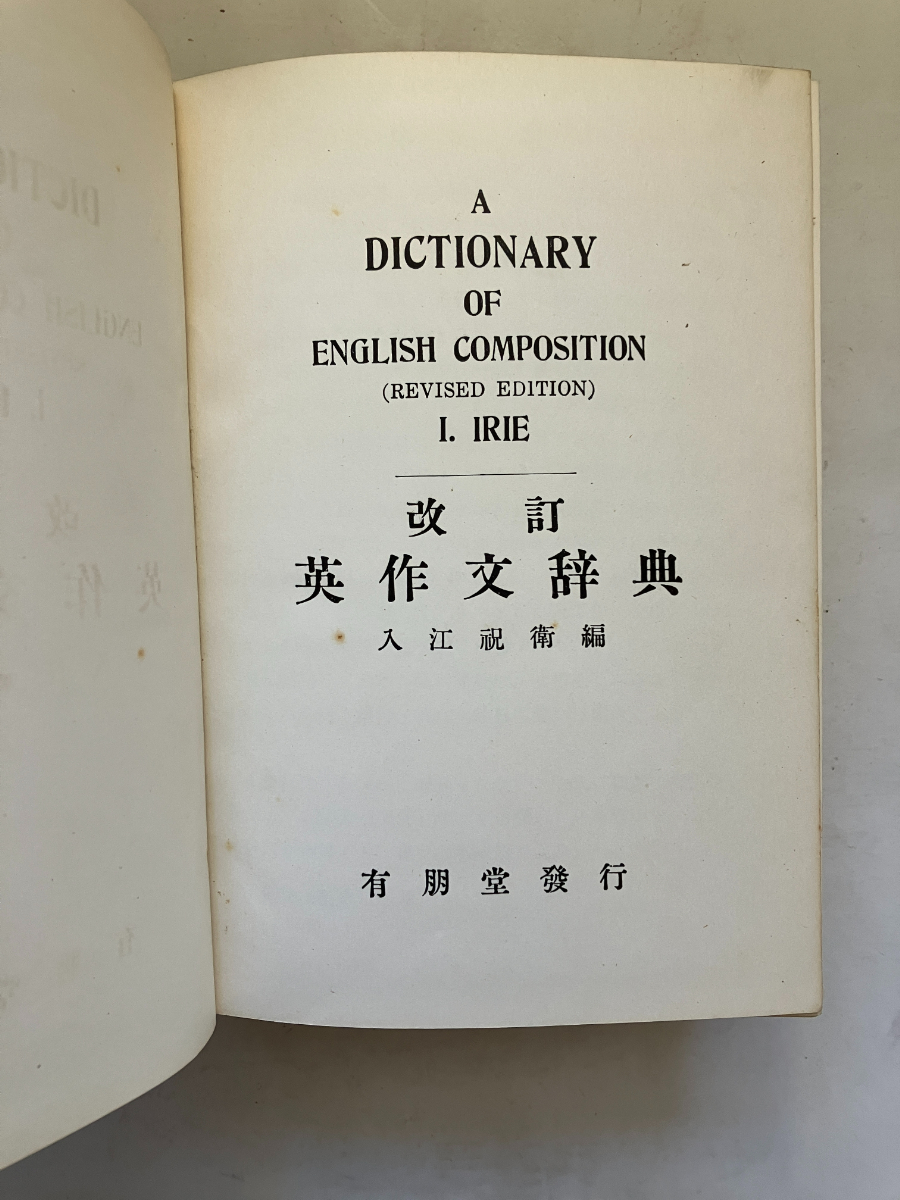 A
DICTIONARY
OF
ENGLISH COMPOSITION
(REVISED EDITION)
I. IRIE
改訂
英作文辞典
入江祝衛編
有朋堂發行